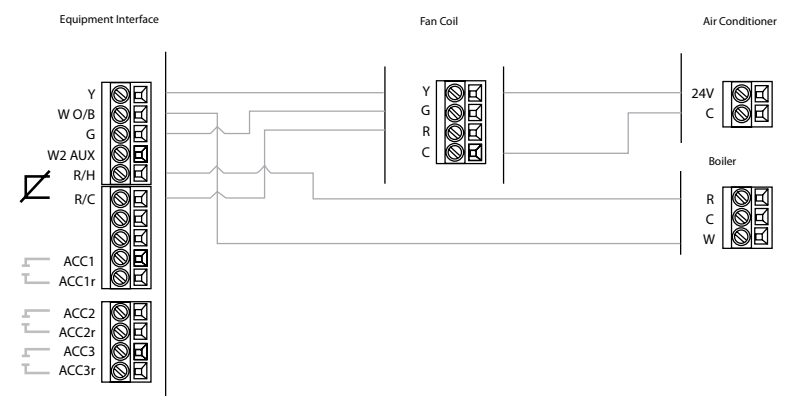 Equipment Interface
Fan Coil
Air Conditioner
Y
W O/B
G
W2 AUX
R/H
R/C
ACC1
ACC1r
ACC2
ACC2r
ACC3
ACC3r
Y
G
R
C
24V
C
Boiler
R
C
W